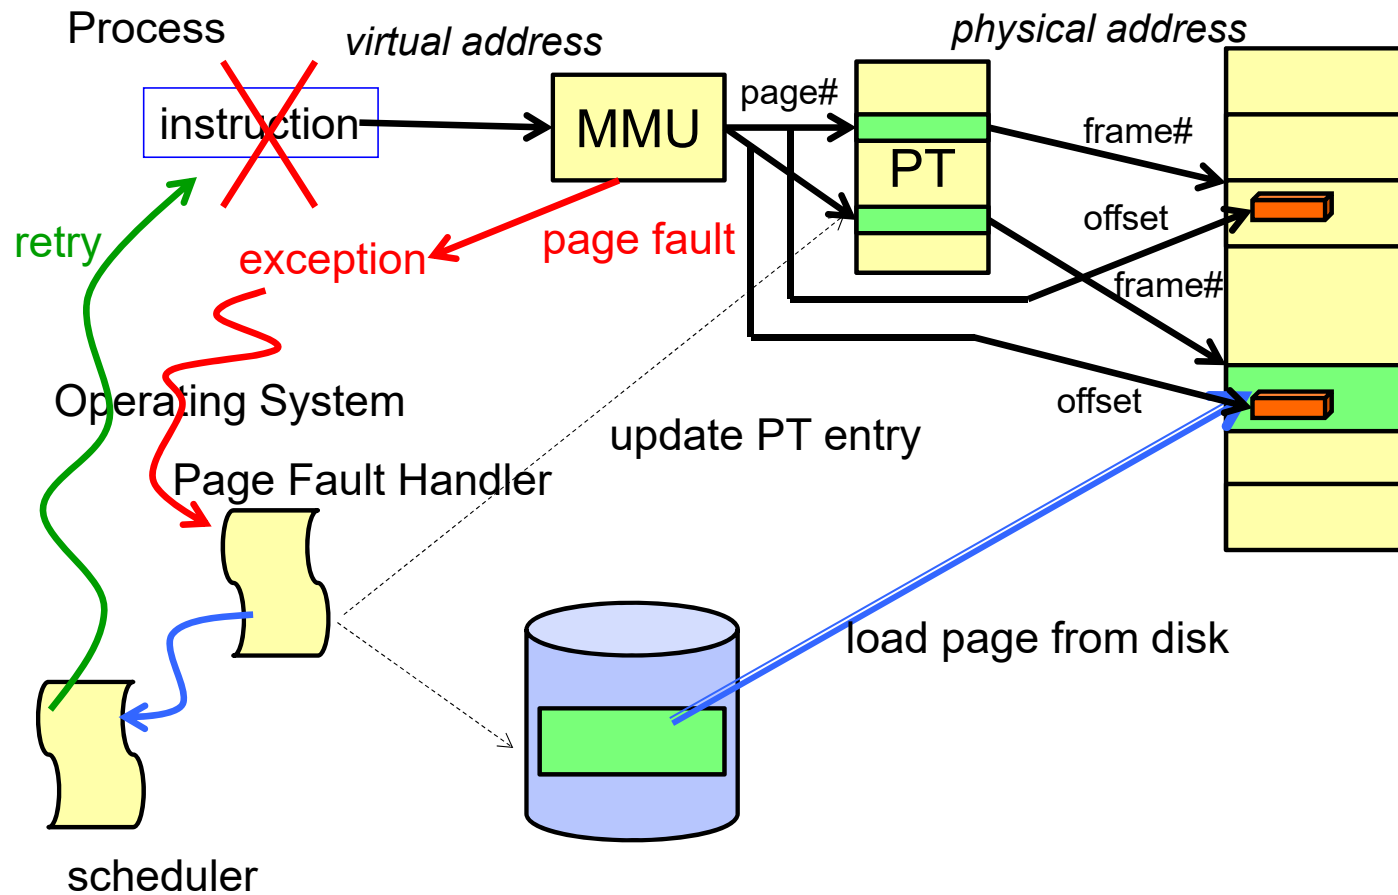 Process
virtual address
physical address
instruction
MMU
page#
PT
frame#
offset
frame#
offset
retry
exception
page fault
Operating System
update PT entry
Page Fault Handler
load page from disk
scheduler